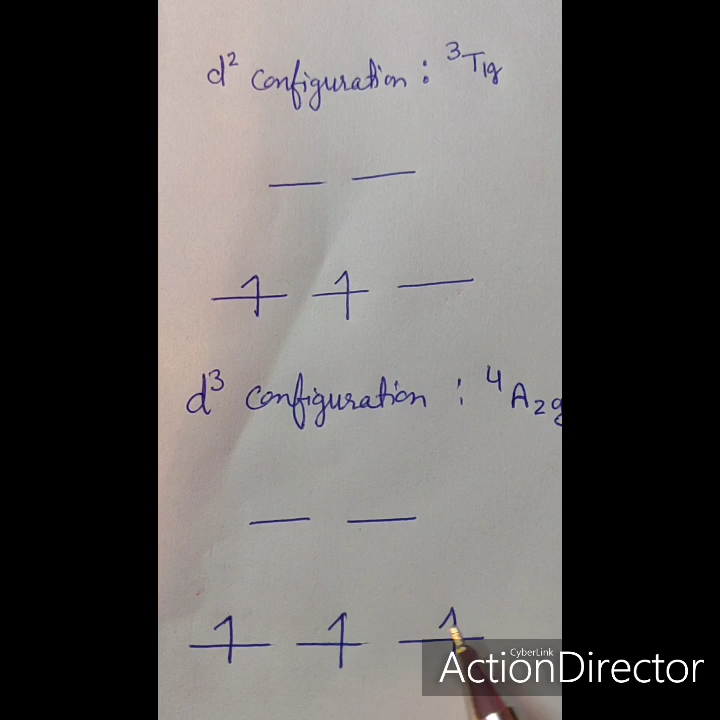 d² configuration : ³T₁g
d³ configuration : ⁴A₂g
CyberLink
ActionDirector